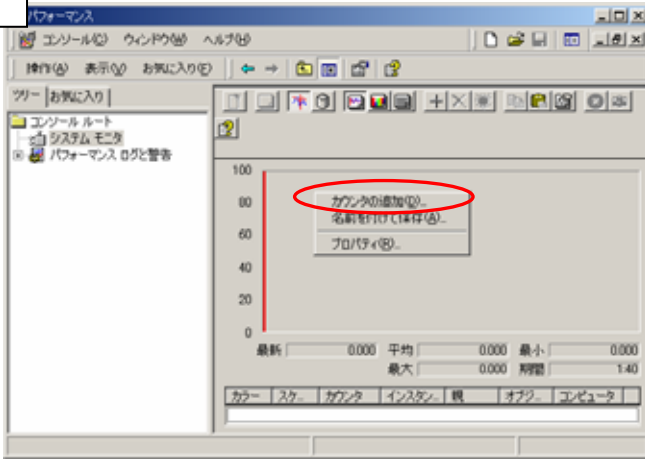 パフォーマンス
コンソール(C) ウィンドウ(W) ヘルプ(H)
操作(A) 表示(V) お気に入り(F)
ツリー お気に入り
コンソール ルート
システム モニタ
パフォーマンス ログと警告
100
80
60
40
20
0
カウンタの追加(D)...
名前を付けて保存(A)...
プロパティ(R)...
最新 0.000 平均 0.000 最小 0.000
最大 0.000 期間 1:40
カラー スケ... カウンタ インスタン... 親 オブジ... コンピュータ